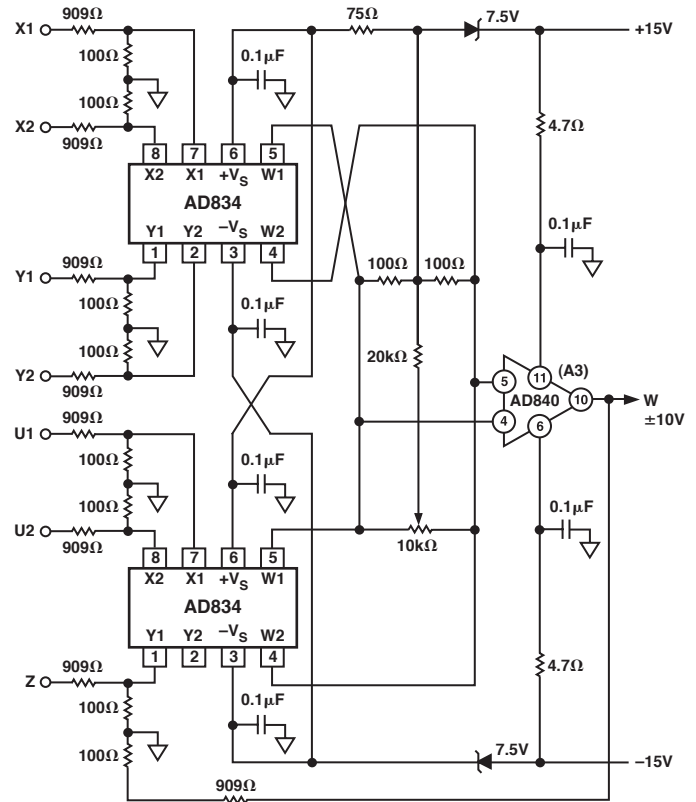 X1
909Ω
100Ω
100Ω
X2
909Ω
0.1µF
75Ω
7.5V
+15V
4.7Ω
8 7 6 5
X2 X1 +VS W1
AD834
Y1 Y2 −VS W2
1 2 3 4
0.1µF
Y1
909Ω
100Ω
100Ω
Y2
909Ω
0.1µF
100Ω 100Ω
20kΩ
5
11
(A3)
AD840
10
4
6
W
±10V
U1
909Ω
100Ω
100Ω
U2
909Ω
0.1µF
10kΩ
0.1µF
8 7 6 5
X2 X1 +VS W1
AD834
Y1 Y2 −VS W2
1 2 3 4
Z
909Ω
100Ω
100Ω
0.1µF
4.7Ω
7.5V
−15V
909Ω